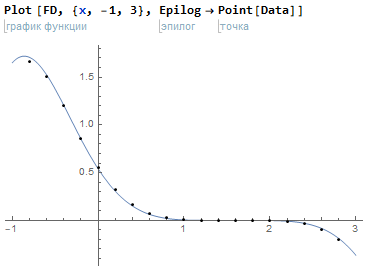 Plot[FD, {x, -1, 3}, Epilog → Point[Data]]
график функции эпилог точка
1.5
1.0
0.5
-1 1 2 3